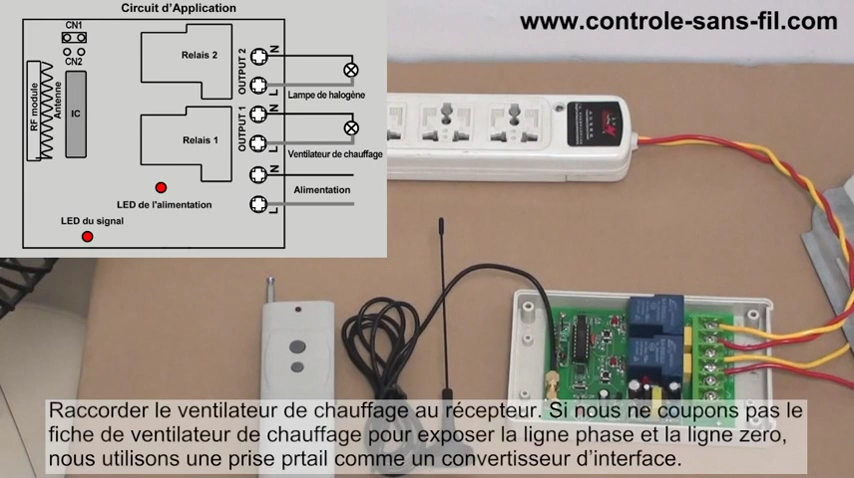 Circuit d'Application
www.controle-sans-fil.com
CN1
CN2
RF module
Antenne
IC
Relais 2
Relais 1
OUTPUT 2
N
L
OUTPUT 1
N
L
N
L
Lampe de halogène
Ventilateur de chauffage
Alimentation
LED de l'alimentation
LED du signal
Raccorder le ventilateur de chauffage au récepteur. Si nous ne coupons pas le
fiche de ventilateur de chauffage pour exposer la ligne phase et la ligne zero,
nous utilisons une prise prtail comme un convertisseur d'interface.